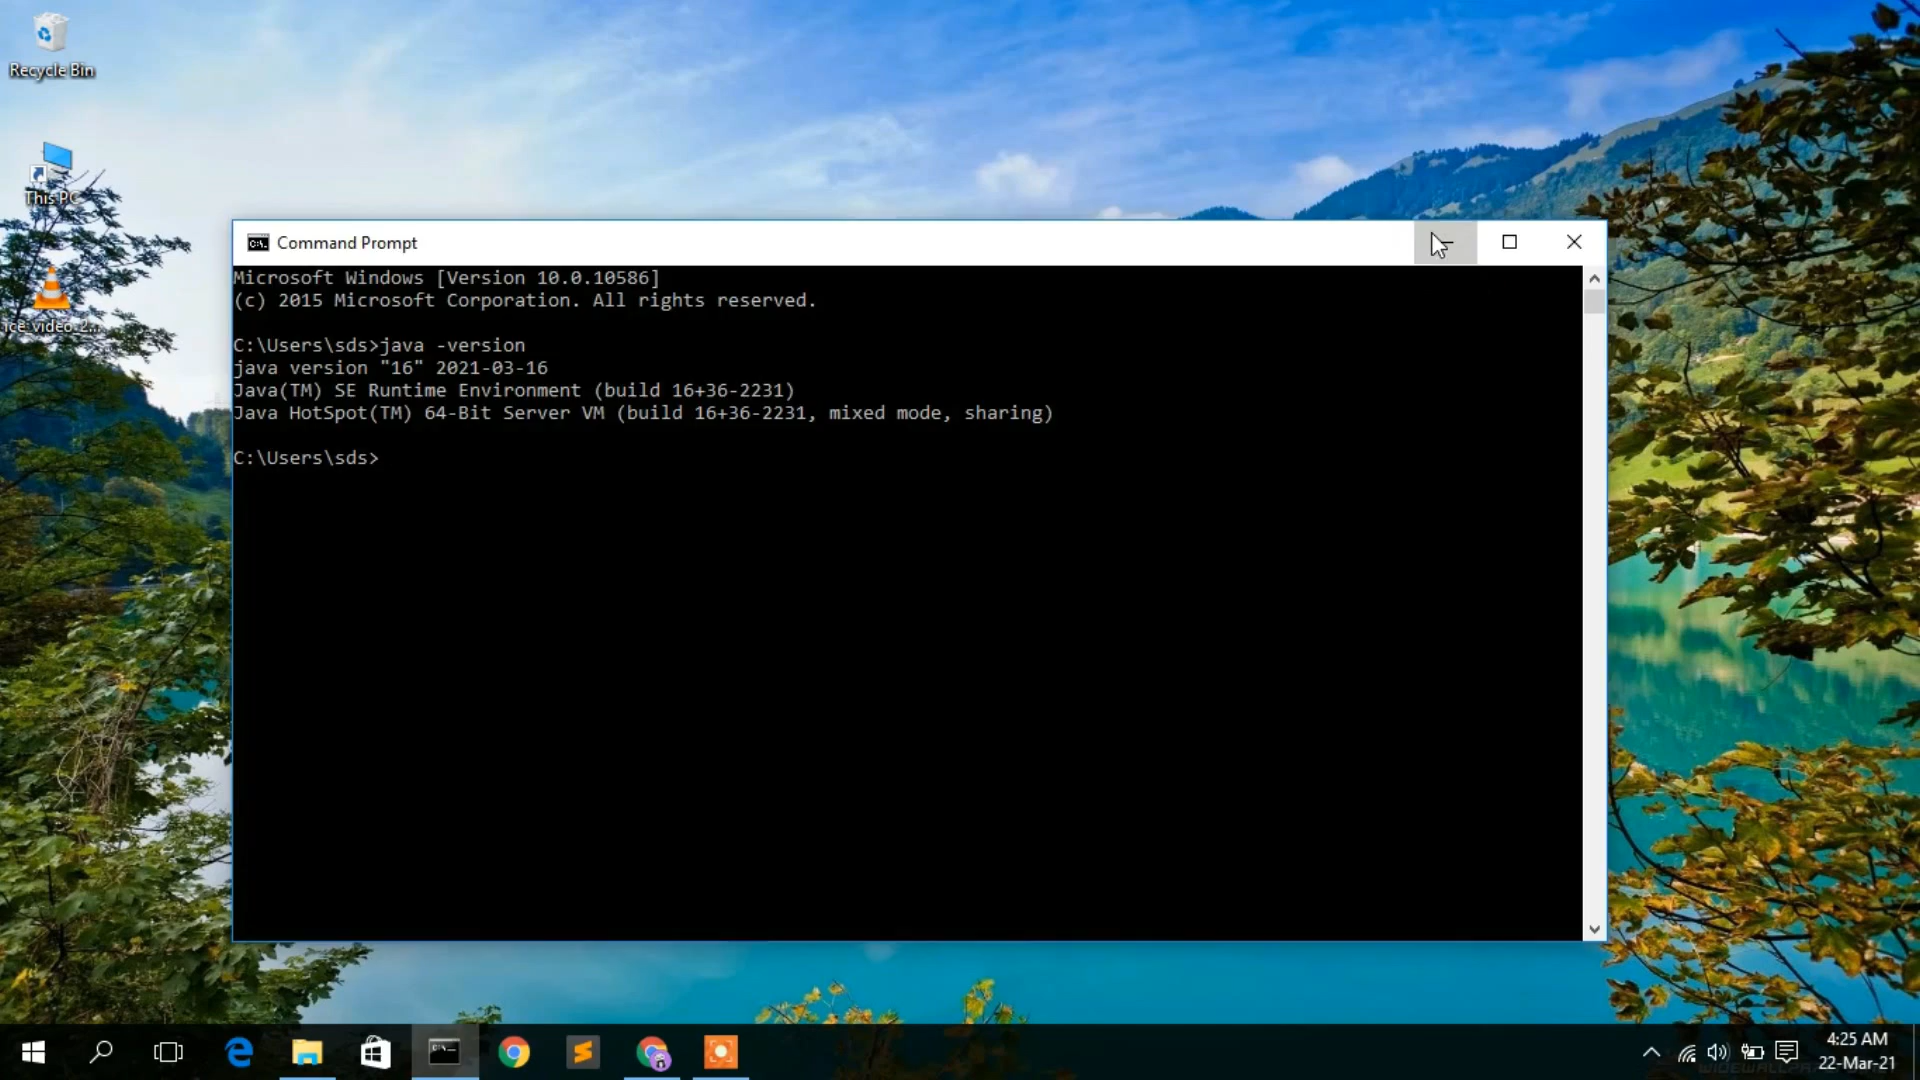 Recycle Bin
This PC
ice_video_2...
Command Prompt
Microsoft Windows [Version 10.0.10586]
(c) 2015 Microsoft Corporation. All rights reserved.
C:\Users\sds>java -version
java version "16" 2021-03-16
Java(TM) SE Runtime Environment (build 16+36-2231)
Java HotSpot(TM) 64-Bit Server VM (build 16+36-2231, mixed mode, sharing)
C:\Users\sds>
4:25 AM
22-Mar-21